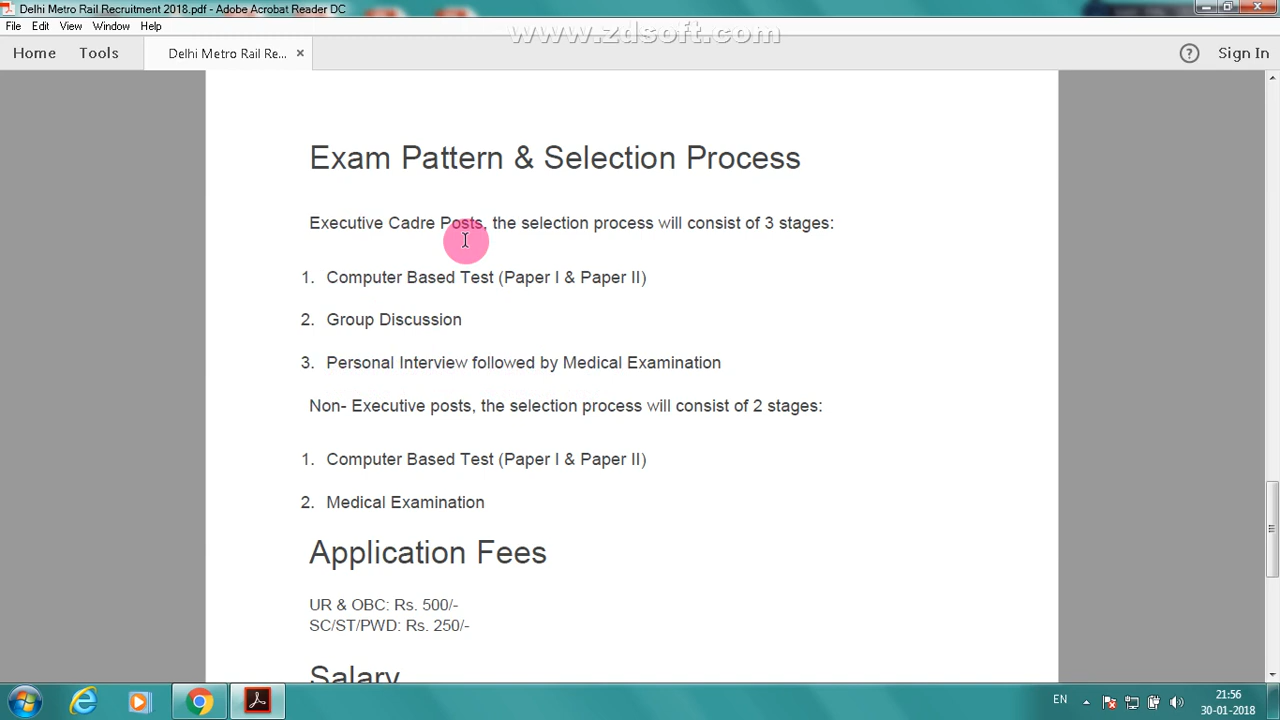 Delhi Metro Rail Recruitment 2018.pdf - Adobe Acrobat Reader DC
File Edit View Window Help
www.zdsoft.com
Home Tools Delhi Metro Rail Re... × ? Sign In
Exam Pattern & Selection Process
Executive Cadre Posts, the selection process will consist of 3 stages:
1. Computer Based Test (Paper I & Paper II)
2. Group Discussion
3. Personal Interview followed by Medical Examination
Non- Executive posts, the selection process will consist of 2 stages:
1. Computer Based Test (Paper I & Paper II)
2. Medical Examination
Application Fees
UR & OBC: Rs. 500/-
SC/ST/PWD: Rs. 250/-
Salary
EN 21:56
30-01-2018